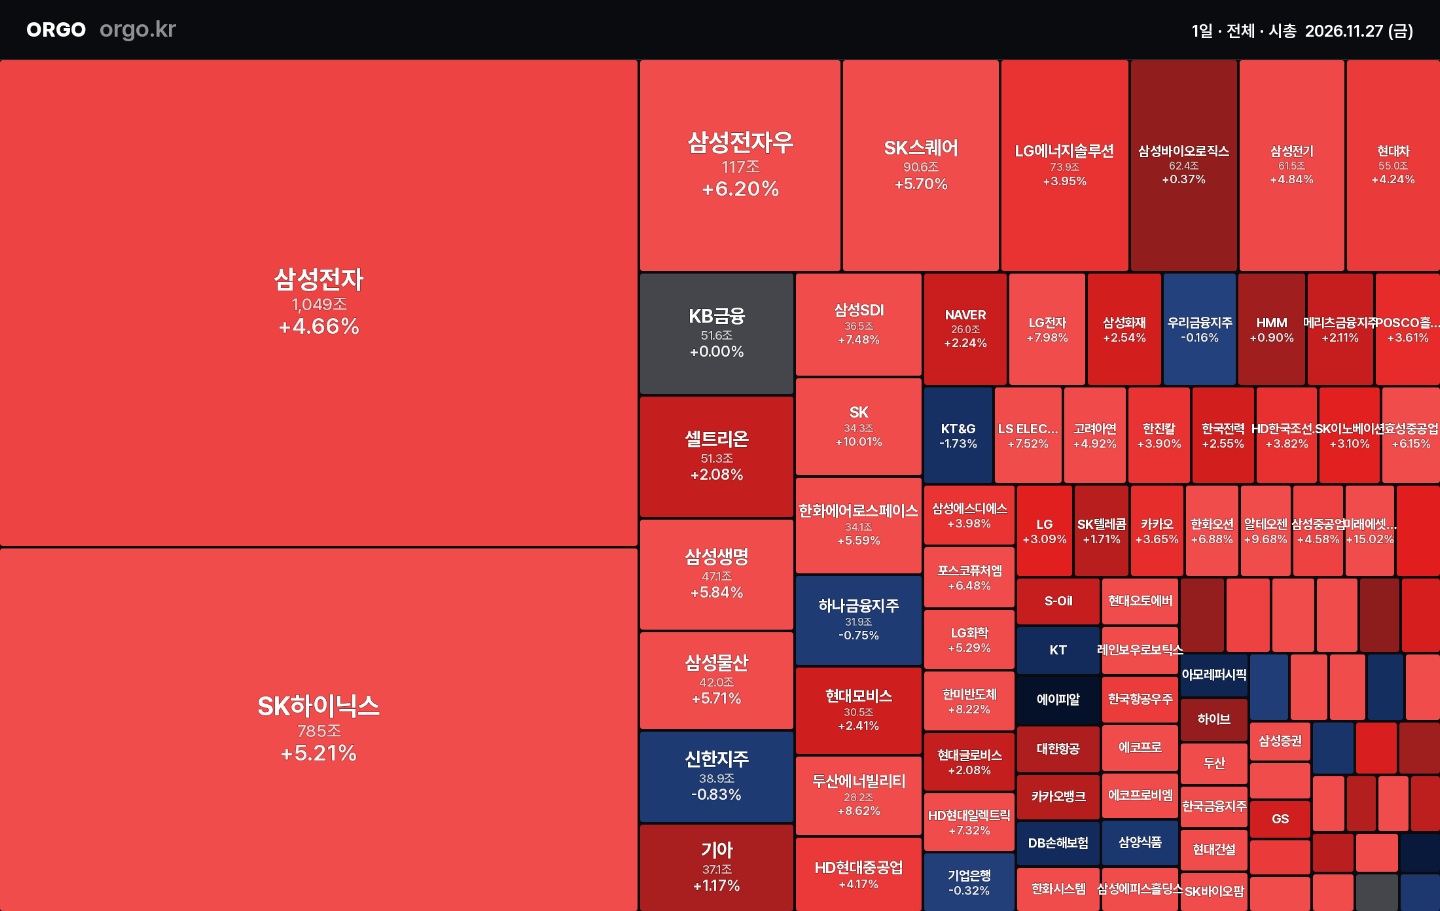 ORGO orgo.kr
1일 · 전체 · 시총 2026.11.27 (금)
삼성전자
1,049조
+4.66%
SK하이닉스
785조
+5.21%
삼성전자우
117조
+6.20%
SK스퀘어
90.6조
+5.70%
LG에너지솔루션
73.9조
+3.95%
삼성바이오로직스
62.4조
+0.37%
삼성전기
61.5조
+4.84%
현대차
55.0조
+4.24%
KB금융
51.6조
+0.00%
셀트리온
51.3조
+2.08%
삼성생명
47.1조
+5.84%
삼성물산
42.0조
+5.71%
신한지주
38.9조
-0.83%
기아
37.1조
+1.17%
삼성SDI
36.5조
+7.48%
SK
34.3조
+10.01%
한화에어로스페이스
34.1조
+5.59%
하나금융지주
31.9조
-0.75%
현대모비스
30.5조
+2.41%
두산에너빌리티
28.2조
+8.62%
HD현대중공업
+4.17%
NAVER
26.0조
+2.24%
LG전자
+7.98%
삼성화재
+2.54%
우리금융지주
-0.16%
HMM
+0.90%
메리츠금융지주
+2.11%
POSCO홀...
+3.61%
KT&G
-1.73%
LS ELEC...
+7.52%
고려아연
+4.92%
한진칼
+3.90%
한국전력
+2.55%
HD한국조선...
+3.82%
SK이노베이션
+3.10%
효성중공업
+6.15%
삼성에스디에스
+3.98%
포스코퓨처엠
+6.48%
LG화학
+5.29%
한미반도체
+8.22%
현대글로비스
+2.08%
HD현대일렉트릭
+7.32%
기업은행
-0.32%
LG
+3.09%
SK텔레콤
+1.71%
카카오
+3.65%
한화오션
+6.88%
알테오젠
+9.68%
삼성중공업
+4.58%
미래에셋...
+15.02%
S-Oil
KT
에이피알
대한항공
카카오뱅크
DB손해보험
한화시스템
현대오토에버
레인보우로보틱스
한국항공우주
에코프로
에코프로비엠
삼양식품
삼성에피스홀딩스
아모레퍼시픽
하이브
두산
한국금융지주
현대건설
SK바이오팜
삼성증권
GS